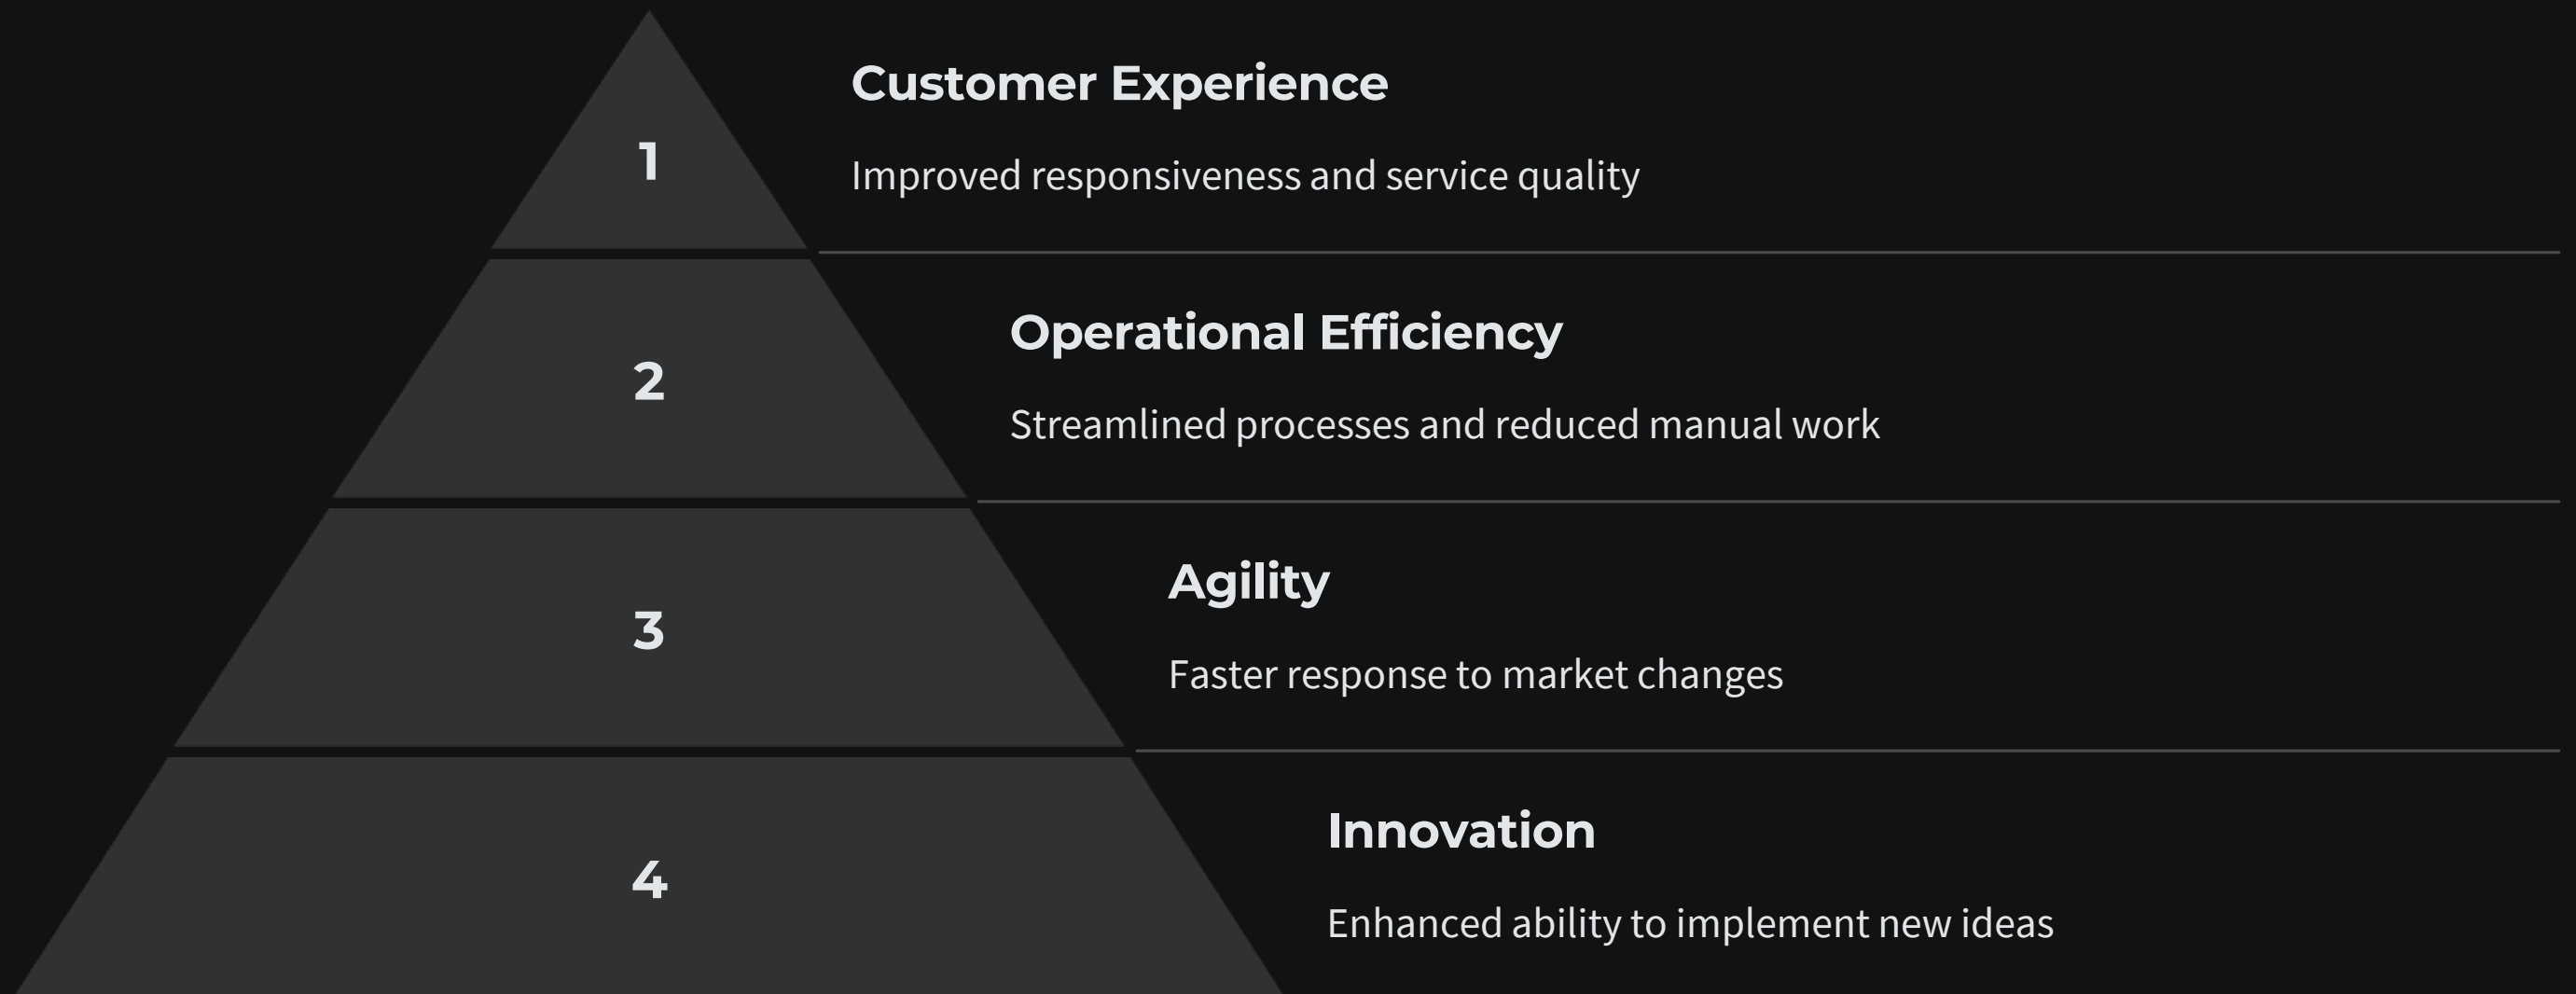 1
Customer Experience
Improved responsiveness and service quality
2
Operational Efficiency
Streamlined processes and reduced manual work
3
Agility
Faster response to market changes
4
Innovation
Enhanced ability to implement new ideas